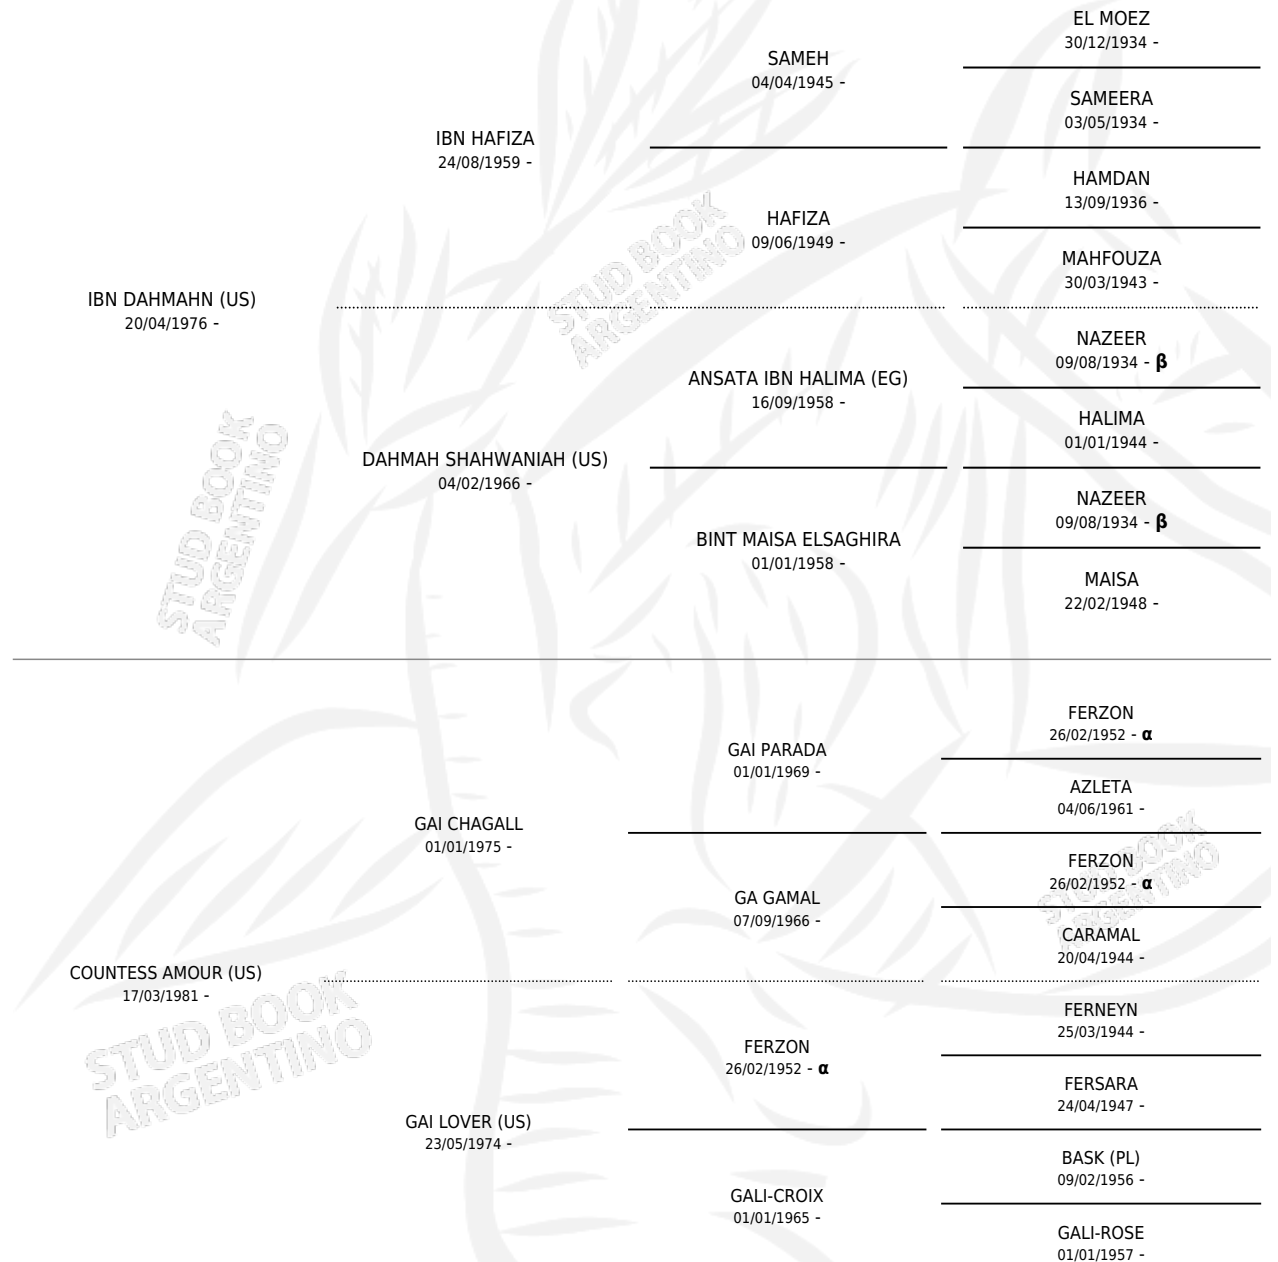 EL MOEZ
30/12/1934 -
SAMEH
04/04/1945 -
SAMEERA
03/05/1934 -
IBN HAFIZA
24/08/1959 -
HAMDAN
13/09/1936 -
HAFIZA
09/06/1949 -
MAHFOUZA
30/03/1943 -
IBN DAHMAHN (US)
20/04/1976 -
NAZEER
09/08/1934 - β
ANSATA IBN HALIMA (EG)
16/09/1958 -
HALIMA
01/01/1944 -
DAHMAH SHAHWANIAH (US)
04/02/1966 -
NAZEER
09/08/1934 - β
BINT MAISA ELSAGHIRA
01/01/1958 -
MAISA
22/02/1948 -
FERZON
26/02/1952 - α
GAI PARADA
01/01/1969 -
AZLETA
04/06/1961 -
GAI CHAGALL
01/01/1975 -
FERZON
26/02/1952 - α
GA GAMAL
07/09/1966 -
CARAMAL
20/04/1944 -
COUNTESS AMOUR (US)
17/03/1981 -
FERNEYN
25/03/1944 -
FERZON
26/02/1952 - α
FERSARA
24/04/1947 -
GAI LOVER (US)
23/05/1974 -
BASK (PL)
09/02/1956 -
GALI-CROIX
01/01/1965 -
GALI-ROSE
01/01/1957 -
STUD BOOK
ARGENTINO
STUD BOOK
ARGENTINO
STUD BOOK
ARGENTINO
STUD BOOK
ARGENTINO